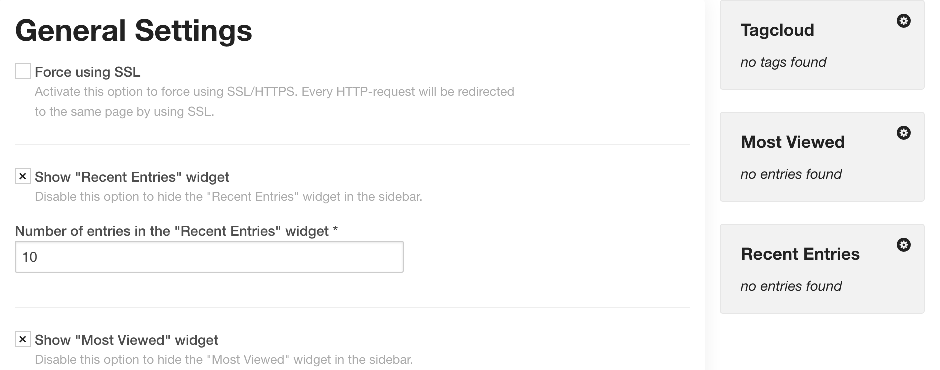 General Settings
Force using SSL
Activate this option to force using SSL/HTTPS. Every HTTP-request will be redirected
to the same page by using SSL.
Show "Recent Entries" widget
Disable this option to hide the "Recent Entries" widget in the sidebar.
Number of entries in the "Recent Entries" widget *
10
Show "Most Viewed" widget
Disable this option to hide the "Most Viewed" widget in the sidebar.
Tagcloud
no tags found
Most Viewed
no entries found
Recent Entries
no entries found